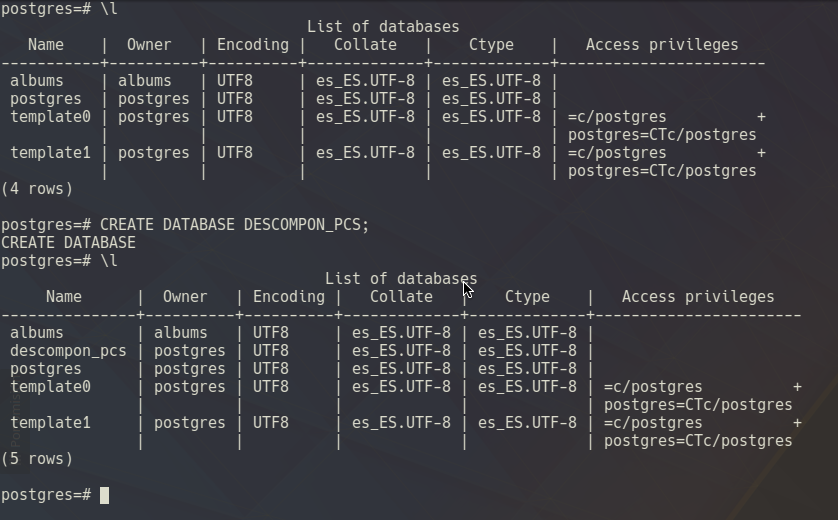 postgres=# \l
                                  List of databases
   Name    |  Owner   | Encoding |   Collate   |    Ctype    |   Access privileges
-----------+----------+----------+-------------+-------------+-----------------------
 albums    | albums   | UTF8     | es_ES.UTF-8 | es_ES.UTF-8 |
 postgres  | postgres | UTF8     | es_ES.UTF-8 | es_ES.UTF-8 |
 template0 | postgres | UTF8     | es_ES.UTF-8 | es_ES.UTF-8 | =c/postgres          +
           |          |          |             |             | postgres=CTc/postgres
 template1 | postgres | UTF8     | es_ES.UTF-8 | es_ES.UTF-8 | =c/postgres          +
           |          |          |             |             | postgres=CTc/postgres
(4 rows)

postgres=# CREATE DATABASE DESCOMPON_PCS;
CREATE DATABASE
postgres=# \l
                                    List of databases
     Name      |  Owner   | Encoding |   Collate   |    Ctype    |   Access privileges
---------------+----------+----------+-------------+-------------+-----------------------
 albums        | albums   | UTF8     | es_ES.UTF-8 | es_ES.UTF-8 |
 descompon_pcs | postgres | UTF8     | es_ES.UTF-8 | es_ES.UTF-8 |
 postgres      | postgres | UTF8     | es_ES.UTF-8 | es_ES.UTF-8 |
 template0     | postgres | UTF8     | es_ES.UTF-8 | es_ES.UTF-8 | =c/postgres          +
               |          |          |             |             | postgres=CTc/postgres
 template1     | postgres | UTF8     | es_ES.UTF-8 | es_ES.UTF-8 | =c/postgres          +
               |          |          |             |             | postgres=CTc/postgres
(5 rows)

postgres=#